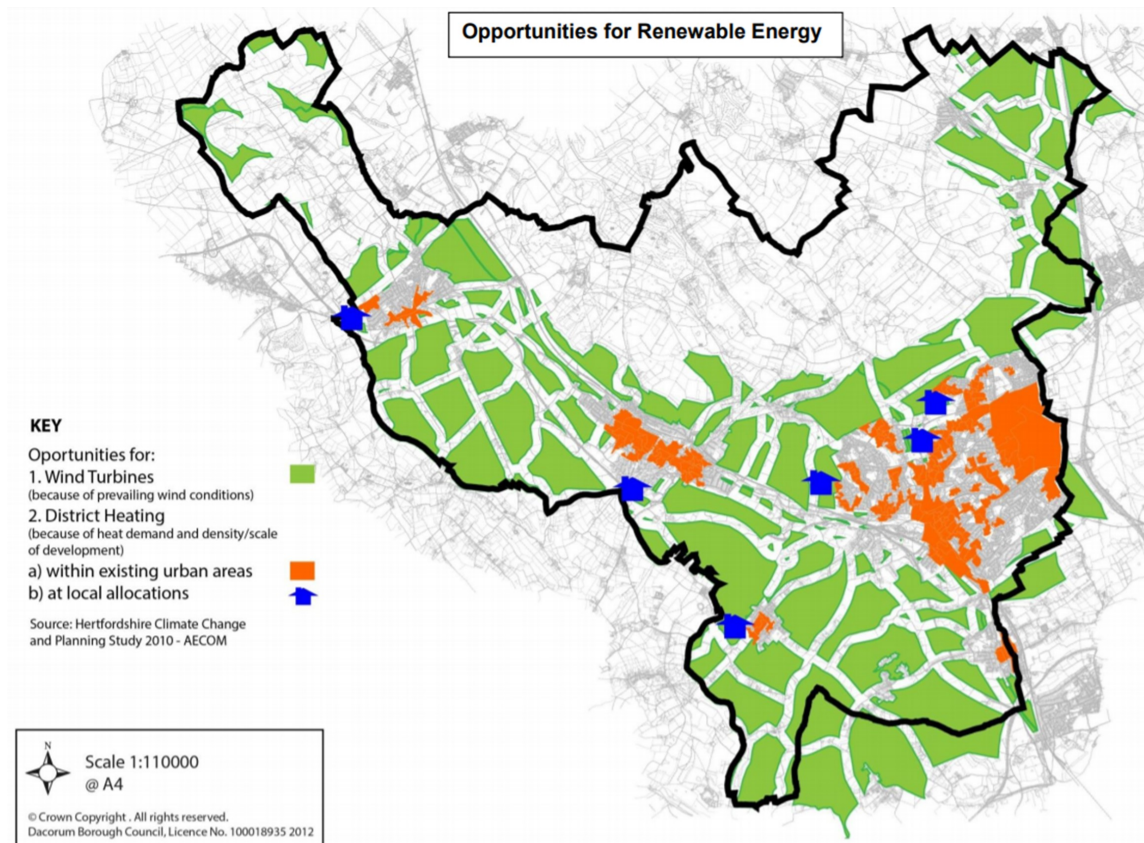 Opportunities for Renewable Energy
KEY
Oportunities for:
1. Wind Turbines
(because of prevailing wind conditions)
2. District Heating
(because of heat demand and density/scale
of development)
a) within existing urban areas
b) at local allocations
Source: Hertfordshire Climate Change
and Planning Study 2010 - AECOM
N
Scale 1:110000
@ A4
© Crown Copyright . All rights reserved.
Dacorum Borough Council, Licence No. 100018935 2012